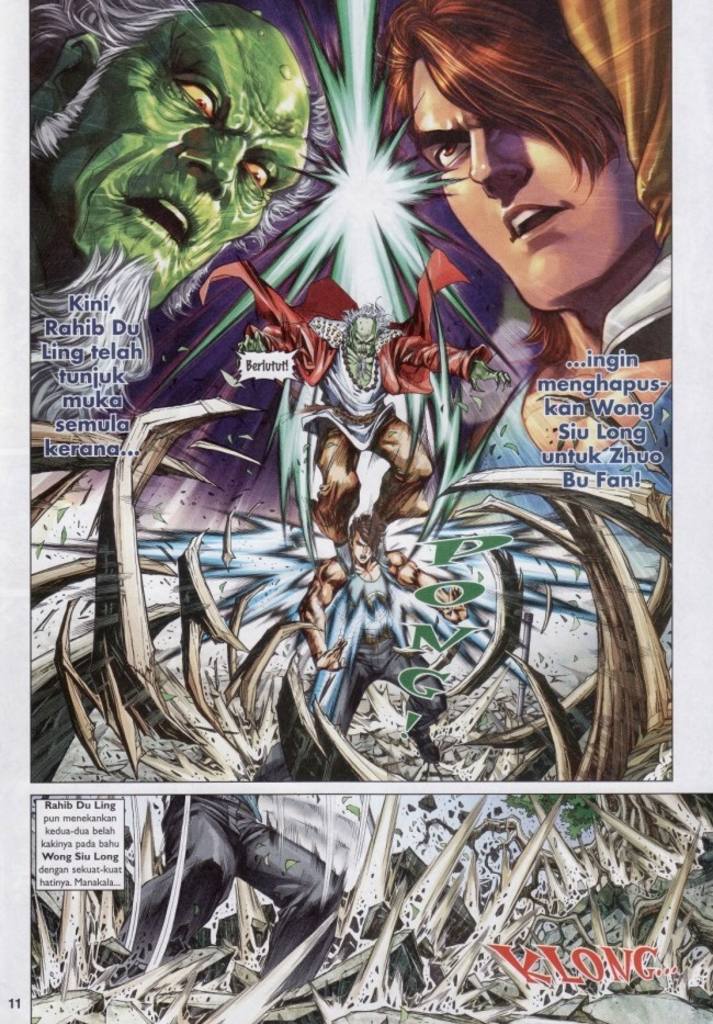 Kini,
Rahib Du
Ling telah
tunjuk
muka
semula
kerana...
Berlutut!
...ingin
menghapus-
kan Wong
Siu Long
untuk Zhuo
Bu Fan!
PONG!
Rahib Du Ling
pun menekankan
kedua-dua belah
kakinya pada bahu
Wong Siu Long
dengan sekuat-kuat
hatinya. Manakala...
KLONG...
11